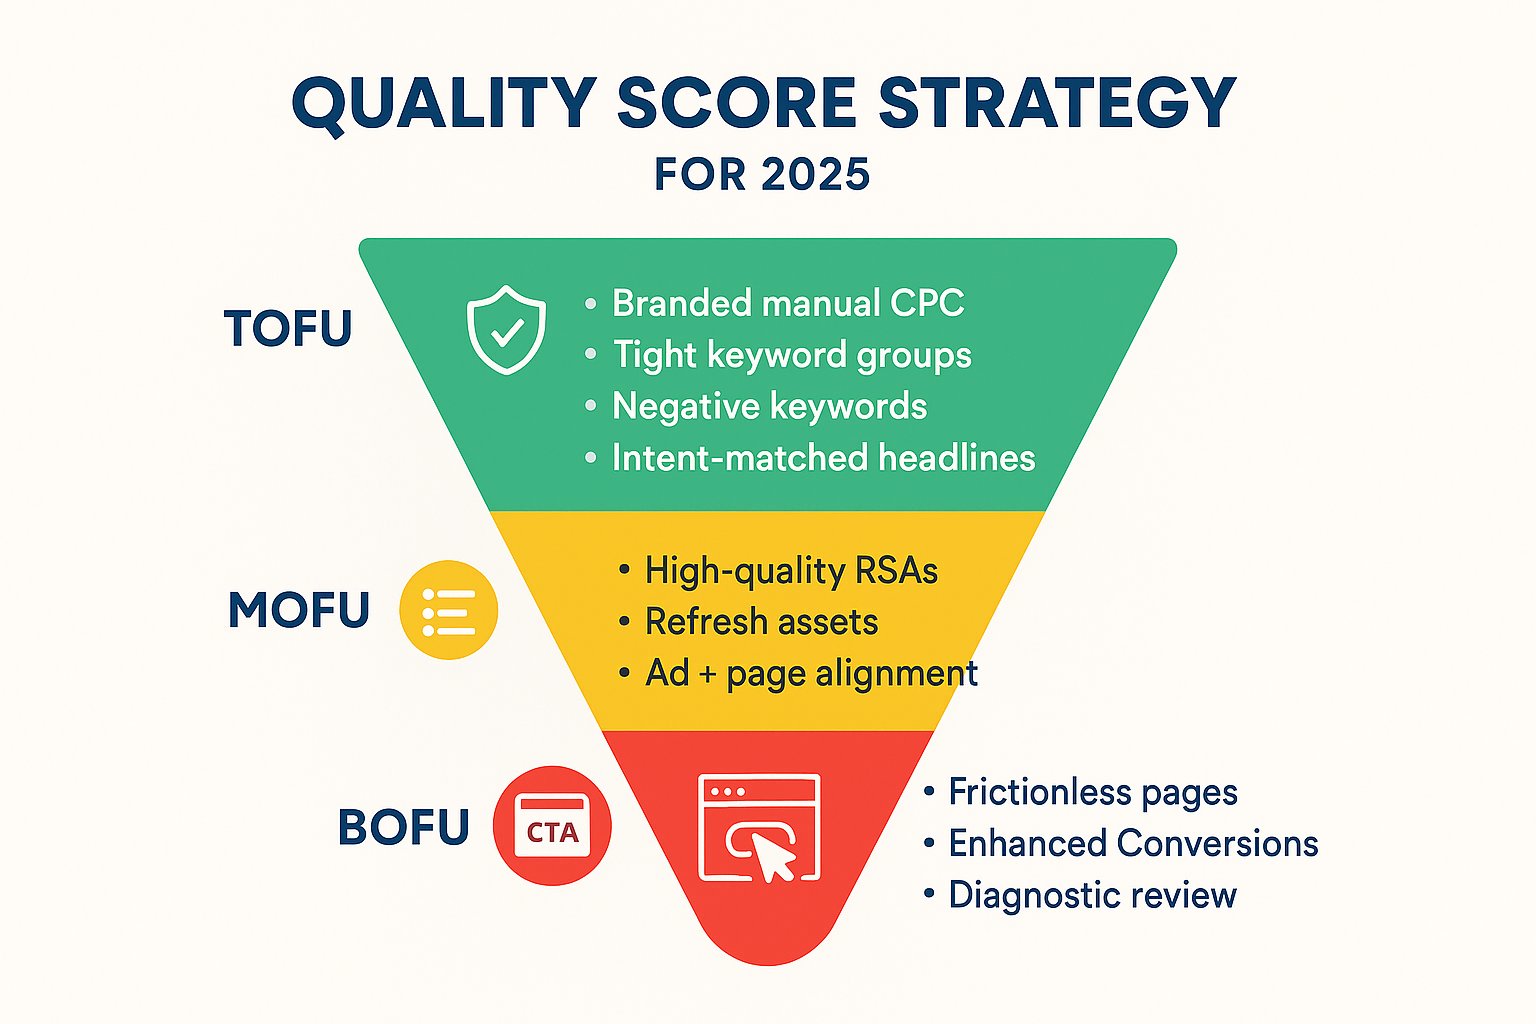 QUALITY SCORE STRATEGY
FOR 2025
TOFU
• Branded manual CPC
• Tight keyword groups
• Negative keywords
• Intent-matched headlines
MOFU
• High-quality RSAs
• Refresh assets
• Ad + page alignment
BOFU
CTA
• Frictionless pages
• Enhanced Conversions
• Diagnostic review